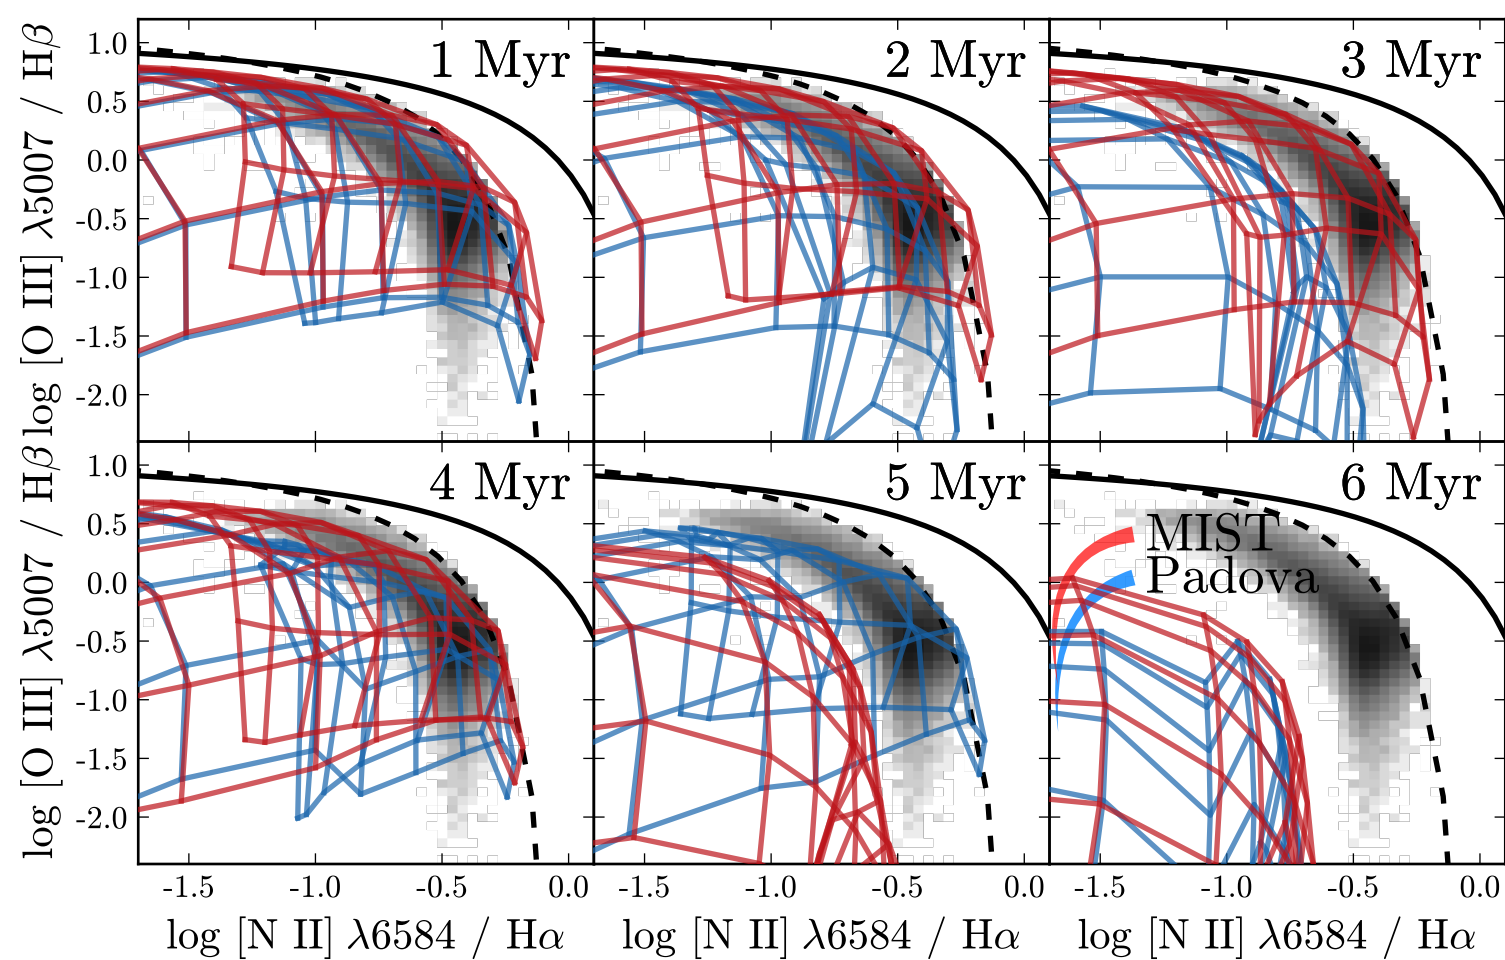 log [O III] λ5007 / Hβ
1.0
0.5
0.0
-0.5
-1.0
-1.5
-2.0
1 Myr
2 Myr
3 Myr
log [O III] λ5007 / Hβ
1.0
0.5
0.0
-0.5
-1.0
-1.5
-2.0
4 Myr
5 Myr
6 Myr
MIST
Padova
-1.5 -1.0 -0.5 0.0
-1.5 -1.0 -0.5 0.0
-1.5 -1.0 -0.5 0.0
log [N II] λ6584 / Hα
log [N II] λ6584 / Hα
log [N II] λ6584 / Hα